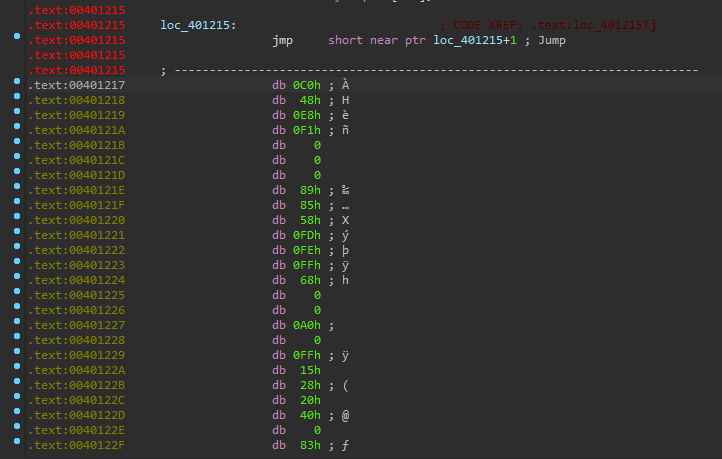 .text:00401215
.text:00401215 loc_401215: ; CODE XREF: .text:loc_401215↑j
.text:00401215 jmp short near ptr loc_401215+1 ; Jump
.text:00401215
.text:00401215 ; ---------------------------------------------------------------------------
.text:00401217 db 0C0h ; À
.text:00401218 db 48h ; H
.text:00401219 db 0E8h ; è
.text:0040121A db 0F1h ; ñ
.text:0040121B db 0
.text:0040121C db 0
.text:0040121D db 0
.text:0040121E db 89h ; ‰
.text:0040121F db 85h ; …
.text:00401220 db 58h ; X
.text:00401221 db 0FDh ; ý
.text:00401222 db 0FEh ; þ
.text:00401223 db 0FFh ; ÿ
.text:00401224 db 68h ; h
.text:00401225 db 0
.text:00401226 db 0
.text:00401227 db 0A0h ;
.text:00401228 db 0
.text:00401229 db 0FFh ; ÿ
.text:0040122A db 15h
.text:0040122B db 28h ; (
.text:0040122C db 20h
.text:0040122D db 40h ; @
.text:0040122E db 0
.text:0040122F db 83h ; ƒ